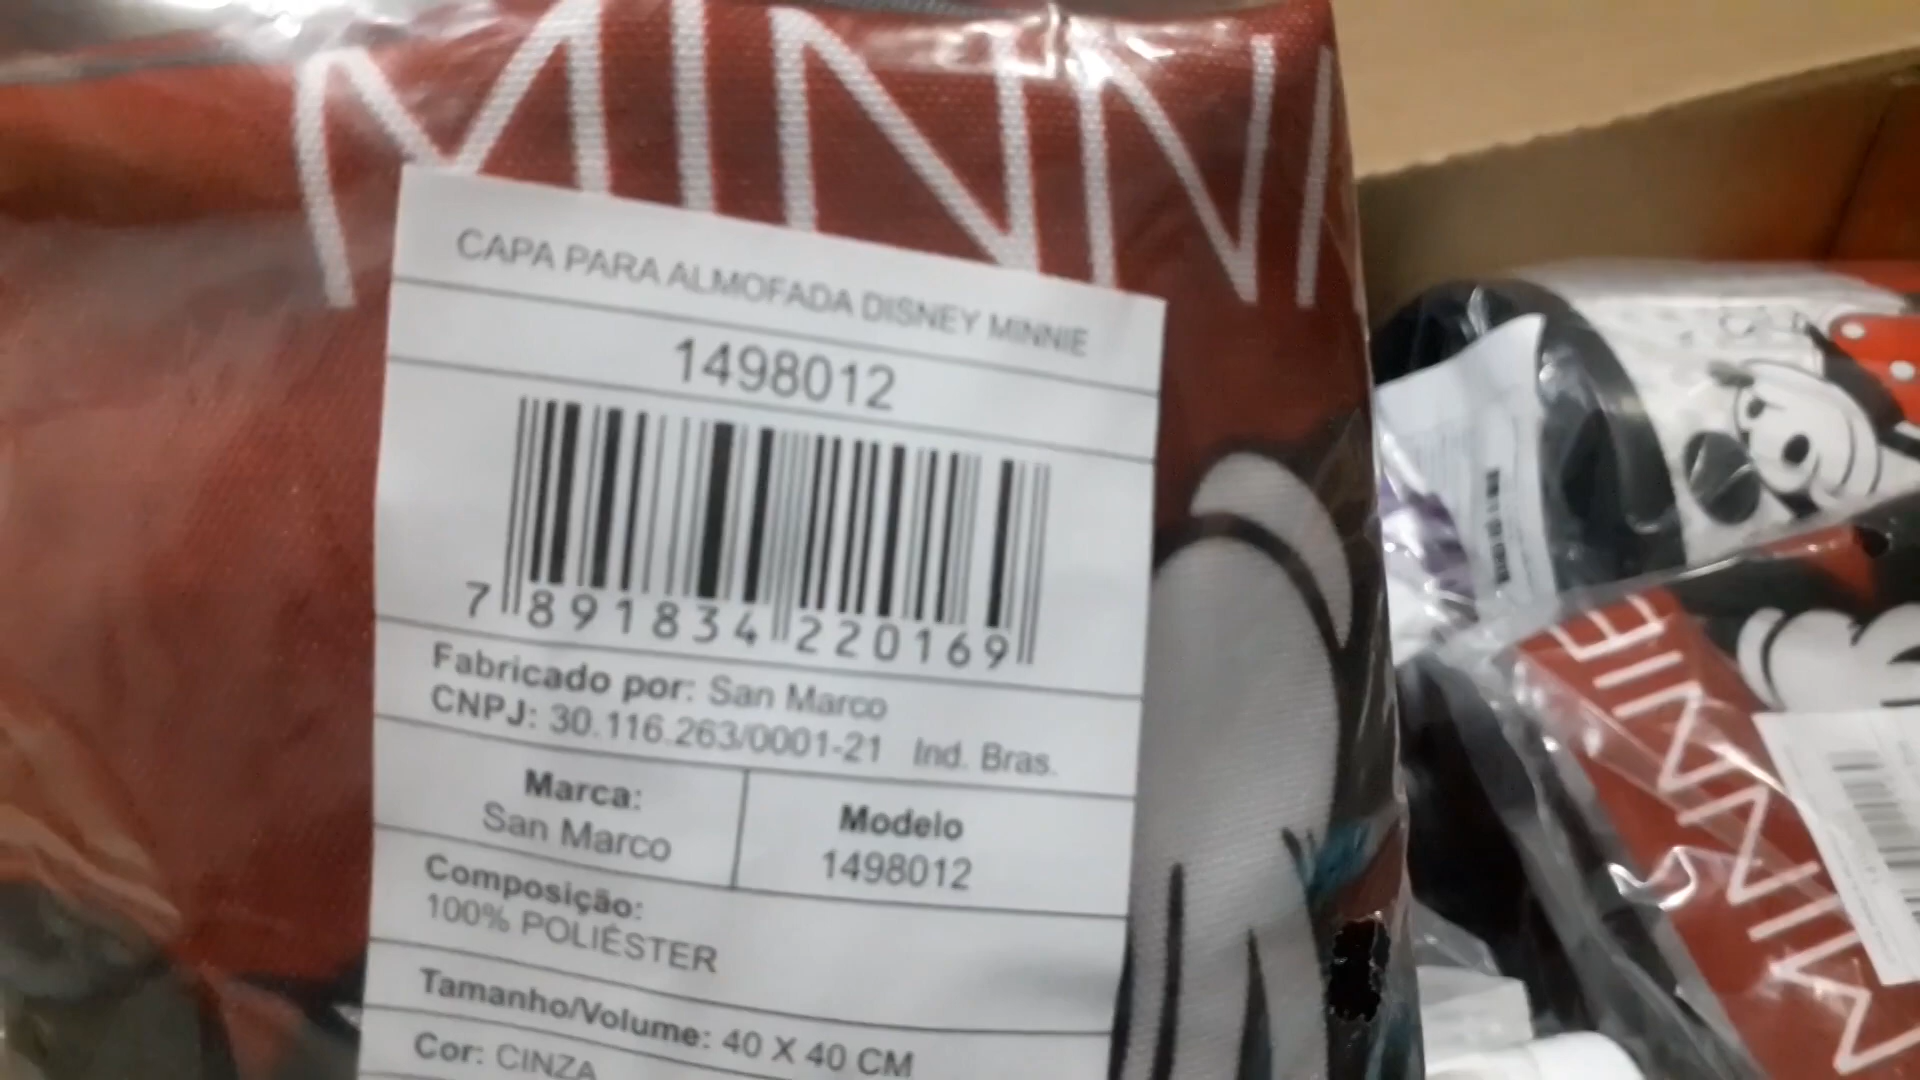 MINNI
CAPA PARA ALMOFADA DISNEY MINNIE
1498012
7 891834 220169
Fabricado por: San Marco
CNPJ: 30.116.263/0001-21 Ind. Bras.
Marca:
San Marco
Modelo
1498012
Composição:
100% POLIÉSTER
Tamanho/Volume: 40 X 40 CM
Cor: CINZA
MINNIE